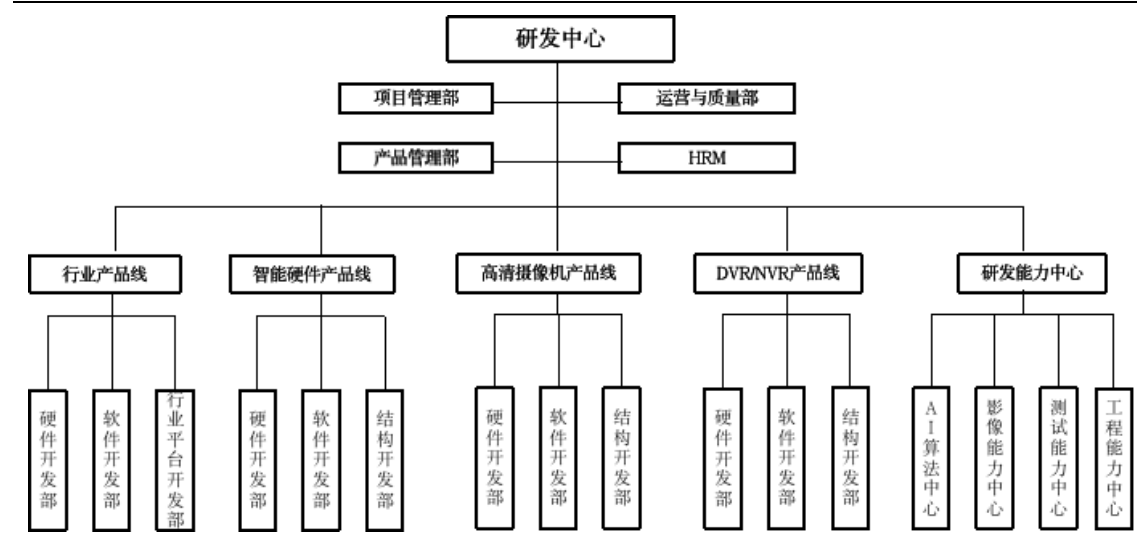 研发中心
项目管理部
运营与质量部
产品管理部
HRM
行业产品线
智能硬件产品线
高清摄像机产品线
DVR/NVR产品线
研发能力中心
硬件开发部
软件开发部
行业平台开发部
硬件开发部
软件开发部
结构开发部
硬件开发部
软件开发部
结构开发部
硬件开发部
软件开发部
结构开发部
AI算法中心
影像能力中心
测试能力中心
工程能力中心